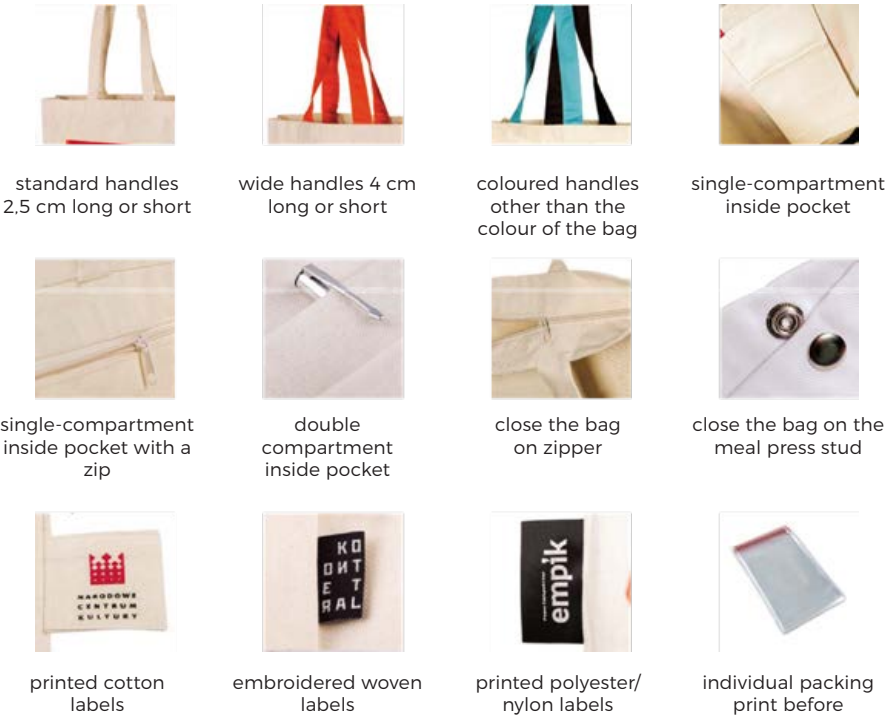 standard handles
2,5 cm long or short
wide handles 4 cm
long or short
coloured handles
other than the
colour of the bag
single-compartment
inside pocket
single-compartment
inside pocket with a
zip
double
compartment
inside pocket
close the bag
on zipper
close the bag on the
meal press stud
NARODOWE
CENTRUM
KULTURY
KO
ONT
ET
RAL
empik
printed cotton
labels
embroidered woven
labels
printed polyester/
nylon labels
individual packing
print before